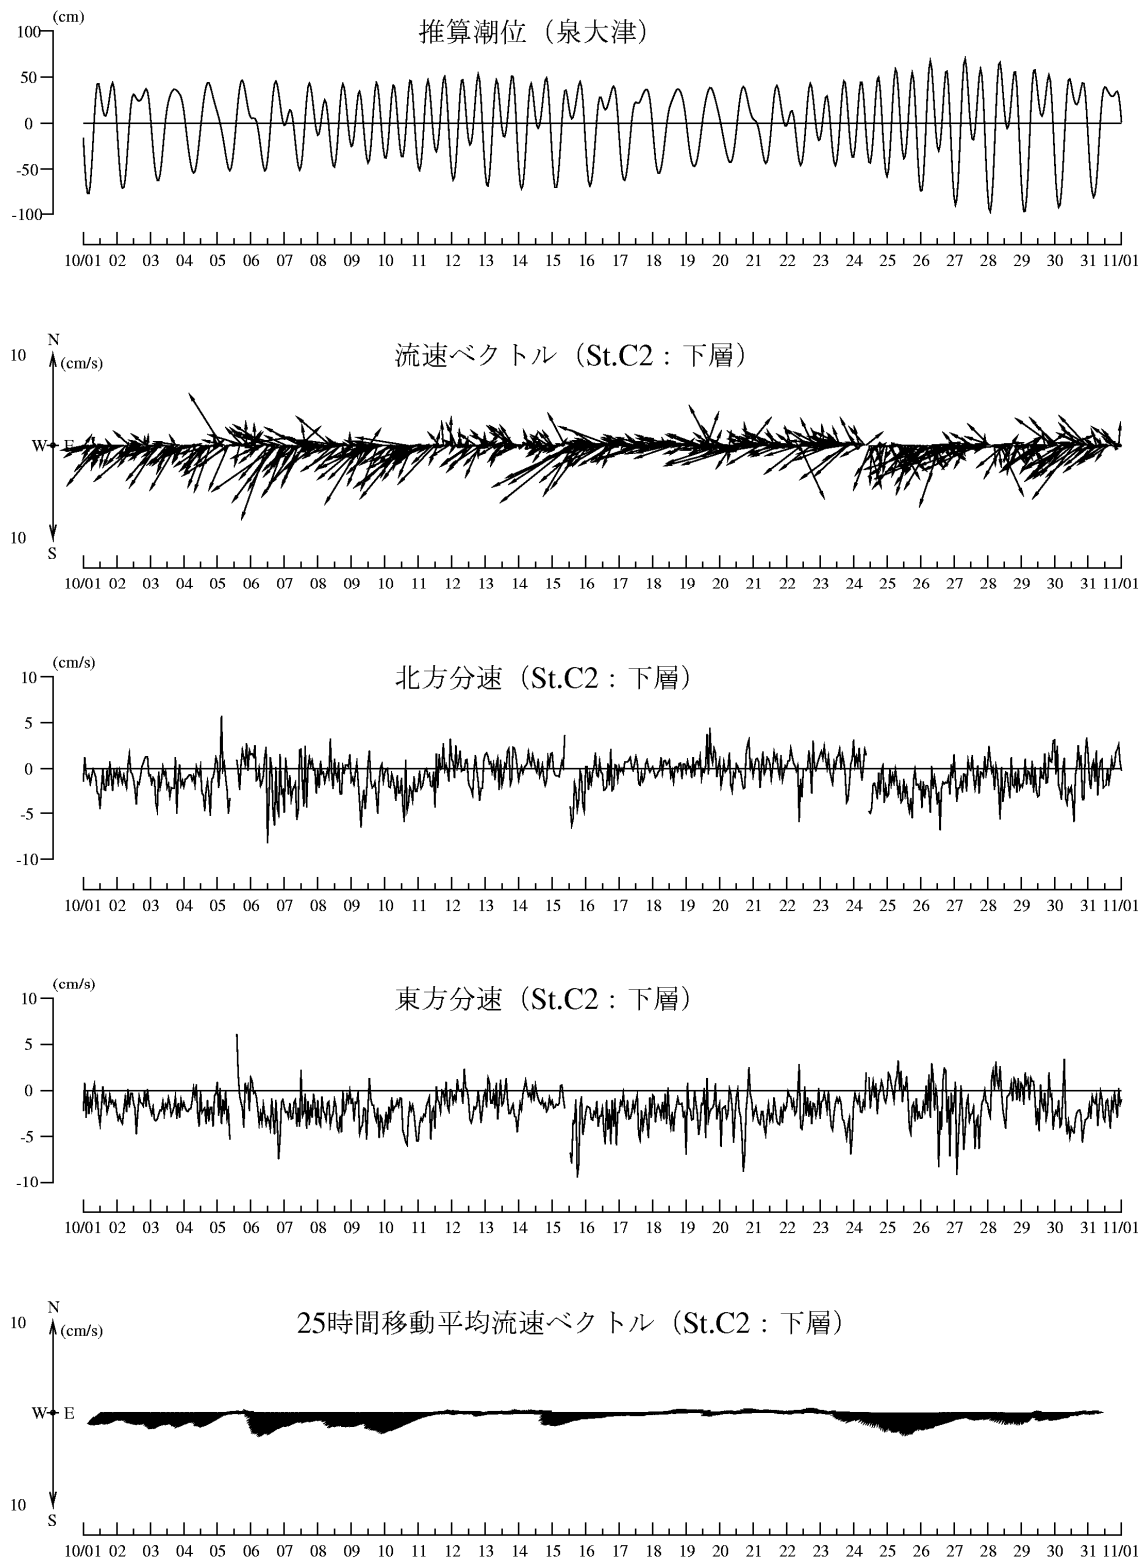 (cm)
推算潮位（泉大津）
100
50
0
-50
-100
10/01 02 03 04 05 06 07 08 09 10 11 12 13 14 15 16 17 18 19 20 21 22 23 24 25 26 27 28 29 30 31 11/01
N
10
(cm/s)
流速ベクトル（St.C2：下層）
W E
10
S
10/01 02 03 04 05 06 07 08 09 10 11 12 13 14 15 16 17 18 19 20 21 22 23 24 25 26 27 28 29 30 31 11/01
(cm/s)
北方分速（St.C2：下層）
10
5
0
-5
-10
10/01 02 03 04 05 06 07 08 09 10 11 12 13 14 15 16 17 18 19 20 21 22 23 24 25 26 27 28 29 30 31 11/01
(cm/s)
東方分速（St.C2：下層）
10
5
0
-5
-10
10/01 02 03 04 05 06 07 08 09 10 11 12 13 14 15 16 17 18 19 20 21 22 23 24 25 26 27 28 29 30 31 11/01
N
10
(cm/s)
25時間移動平均流速ベクトル（St.C2：下層）
W E
10
S
10/01 02 03 04 05 06 07 08 09 10 11 12 13 14 15 16 17 18 19 20 21 22 23 24 25 26 27 28 29 30 31 11/01